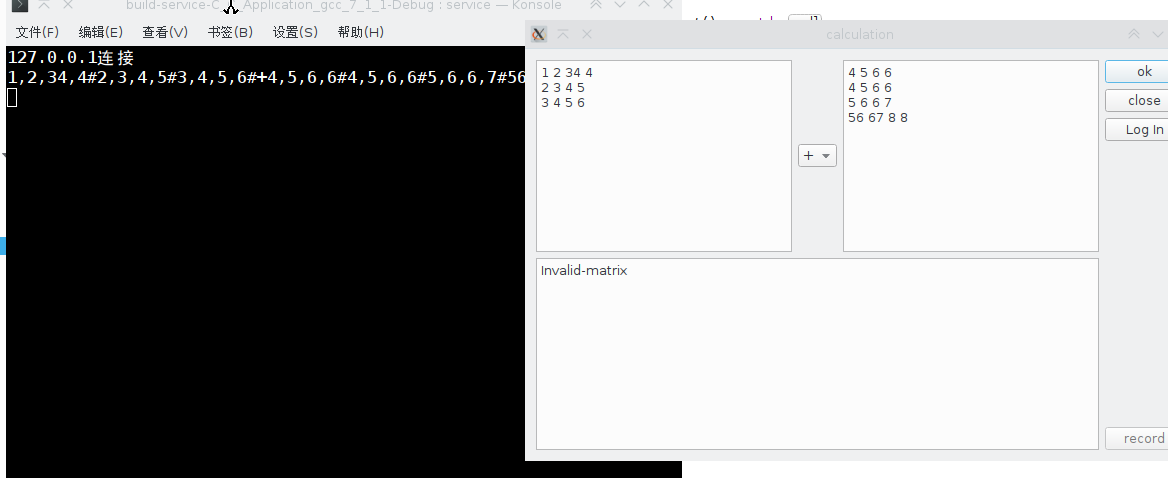 build-service-C
_Application_gcc_7_1_1-Debug : service — Konsole
文件(F) 编辑(E) 查看(V) 书签(B) 设置(S) 帮助(H)
127.0.0.1连接
1,2,34,4#2,3,4,5#3,4,5,6#+4,5,6,6#4,5,6,6#5,6,6,7#56
calculation
1 2 34 4
2 3 4 5
3 4 5 6
+
4 5 6 6
4 5 6 6
5 6 6 7
56 67 8 8
ok
close
Log In
Invalid-matrix
record